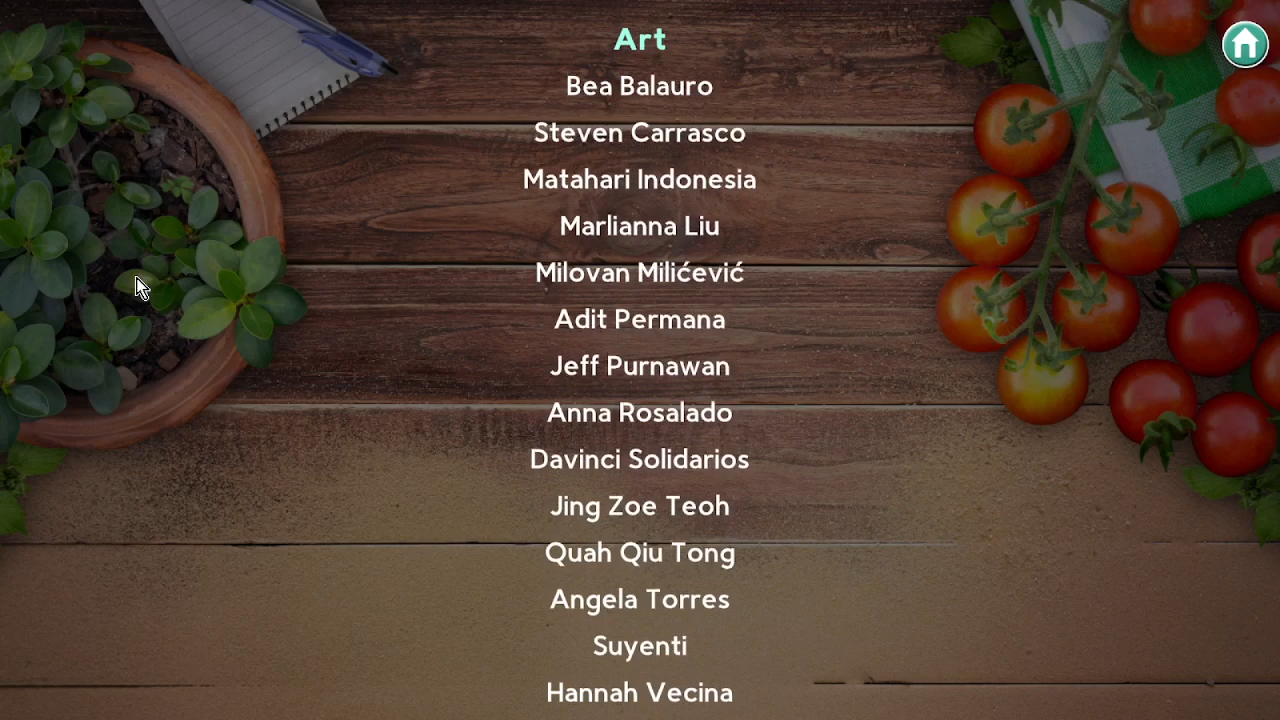 Art
Bea Balauro
Steven Carrasco
Matahari Indonesia
Marlianna Liu
Milovan Milićević
Adit Permana
Jeff Purnawan
Anna Rosalado
Davinci Solidarios
Jing Zoe Teoh
Quah Qiu Tong
Angela Torres
Suyenti
Hannah Vecina